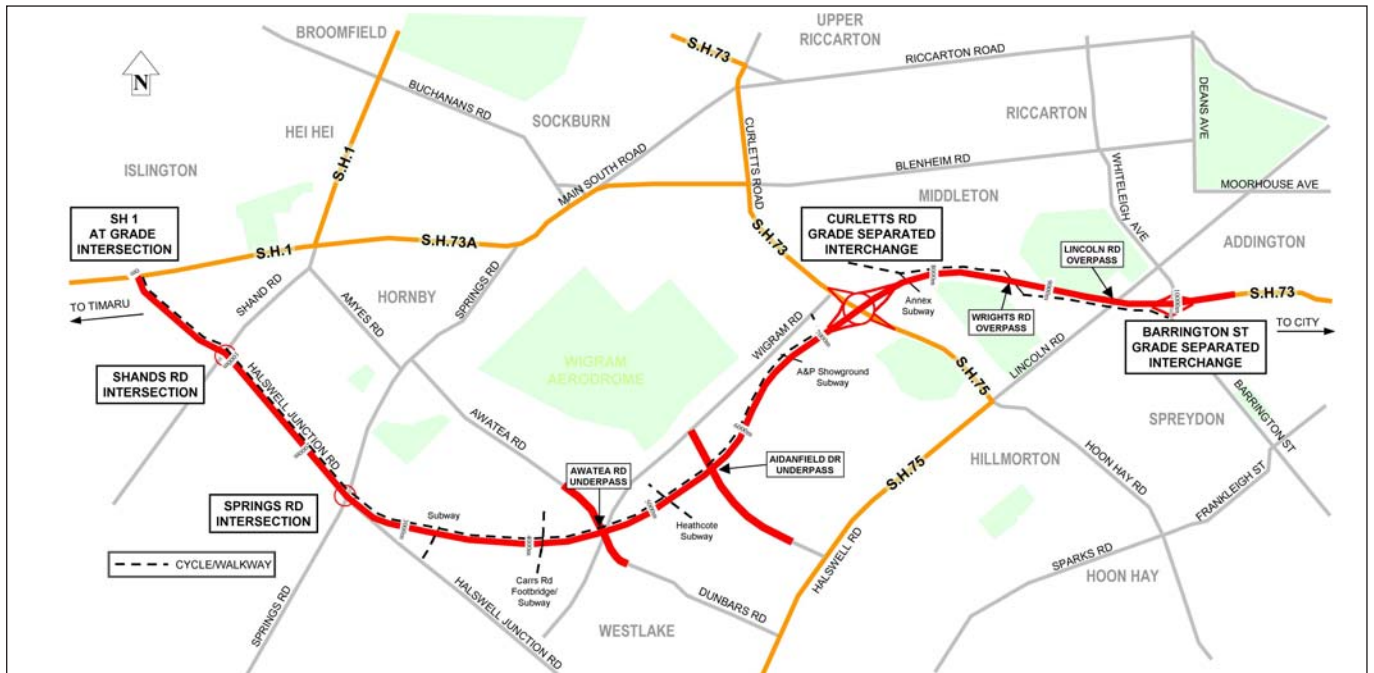 BROOMFIELD
UPPER
RICCARTON
S.H.73
RICCARTON ROAD
N
BUCHANANS RD
DEANS AVE
HEI HEI
SOCKBURN
RICCARTON
S.H.1
CURLETTS ROAD
ISLINGTON
MAIN SOUTH ROAD
BLENHEIM RD
WHITELEIGH AVE
MIDDLETON
MOORHOUSE AVE
SH 1
AT GRADE
INTERSECTION
CURLETTS RD
GRADE SEPARATED
INTERCHANGE
S.H.73
S.H.73A
S.H.1
LINCOLN RD
OVERPASS
ADDINGTON
SHAND RD
SPRINGS RD
HORNBY
AMYES RD
Annex
Subway
S.H.73
TO TIMARU
WRIGHTS RD
OVERPASS
TO CITY
WIGRAM RD
BARRINGTON ST
GRADE SEPARATED
INTERCHANGE
WIGRAM
AERODROME
LINCOLN RD
SHANDS RD
INTERSECTION
HALSWELL JUNCTION RD
A&P Showground
Subway
S.H.75
BARRINGTON ST
AWATEA RD
SPREYDON
AWATEA RD
UNDERPASS
AIDANFIELD DR
UNDERPASS
HILLMORTON
HOON HAY RD
S.H.75
FRANKLEIGH ST
SPRINGS RD
INTERSECTION
Subway
Heathcote
Subway
HALSWELL RD
SPARKS RD
CYCLE/WALKWAY
HOON HAY
Carrs Rd
Footbridge/
Subway
SPRINGS RD
HALSWELL JUNCTION RD
DUNBARS RD
WESTLAKE